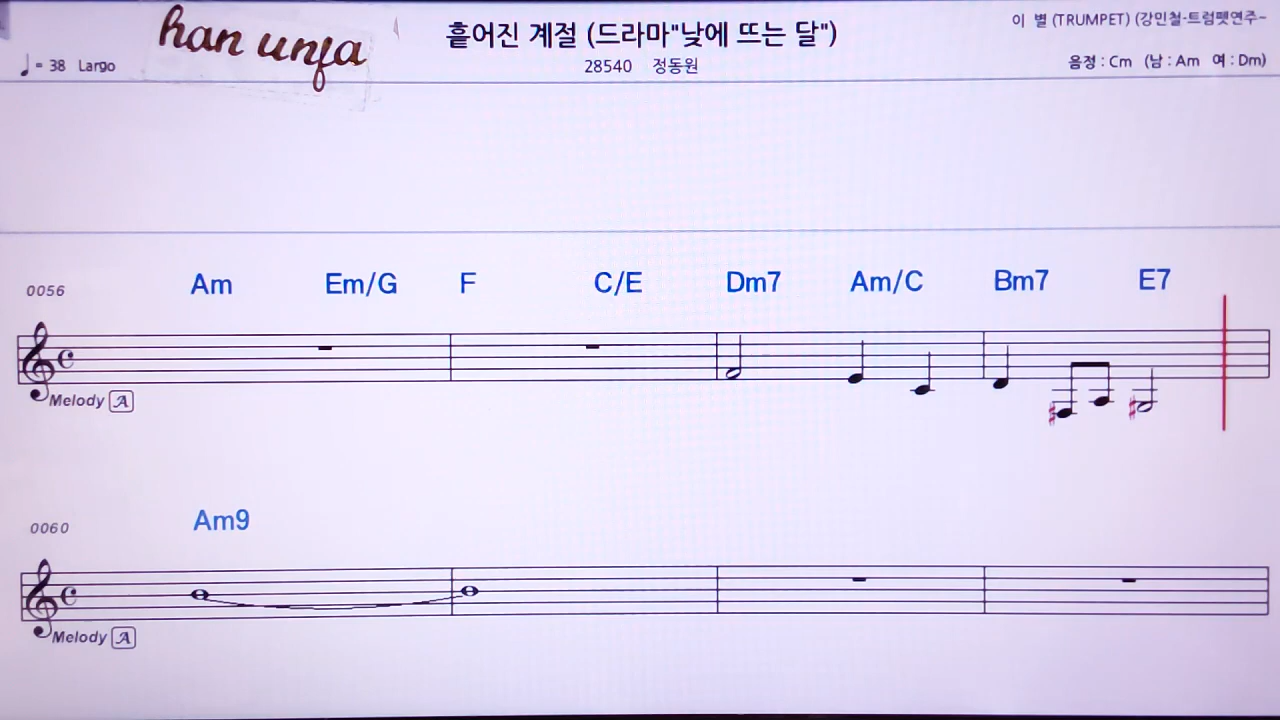 han unfa
흩어진 계절 (드라마"낮에 뜨는 달")
이 별 (TRUMPET) (강민철-트럼펫연주~
♩ = 38 Largo
28540 정동원
음정 : Cm (남 : Am 여 : Dm)
0056 Am Em/G F C/E Dm7 Am/C Bm7 E7
Melody A
0060 Am9
Melody A